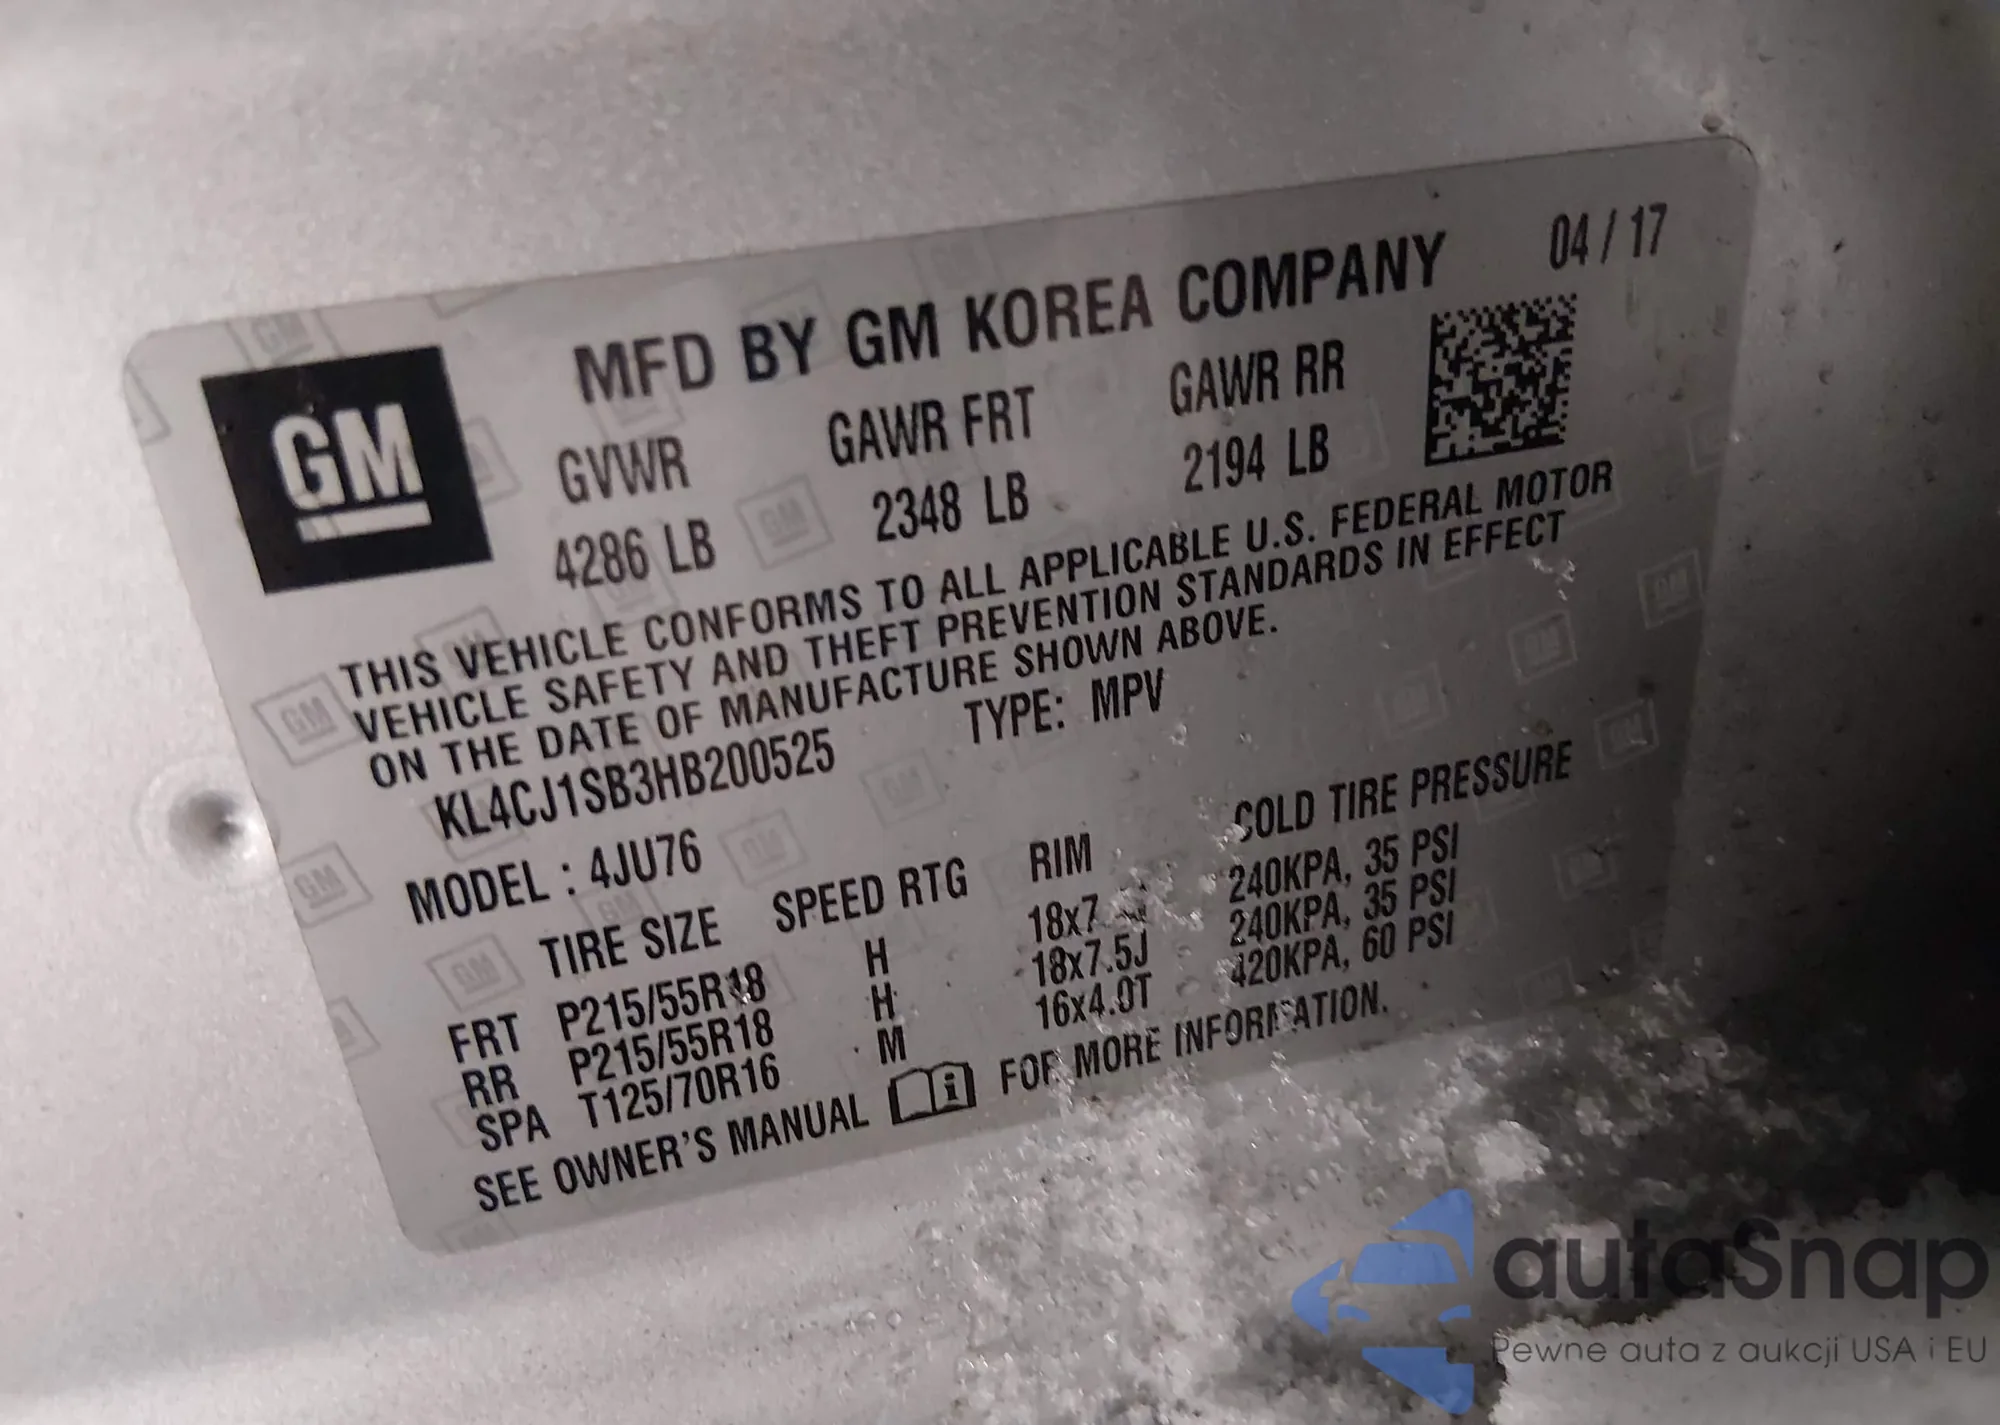 MFD BY GM KOREA COMPANY 04 / 17
GM
GVWR GAWR FRT GAWR RR
4286 LB 2348 LB 2194 LB
THIS VEHICLE CONFORMS TO ALL APPLICABLE U.S. FEDERAL MOTOR
VEHICLE SAFETY AND THEFT PREVENTION STANDARDS IN EFFECT
ON THE DATE OF MANUFACTURE SHOWN ABOVE.
KL4CJ1SB3HB200525 TYPE: MPV
MODEL : 4JU76
TIRE SIZE SPEED RTG RIM COLD TIRE PRESSURE
FRT P215/55R18 H 18x7 240KPA, 35 PSI
RR P215/55R18 H 18x7.5J 240KPA, 35 PSI
SPA T125/70R16 M 16x4.0T 420KPA, 60 PSI
SEE OWNER'S MANUAL FOR MORE INFORMATION.
autaSnap
Pewne auta z aukcji USA i EU